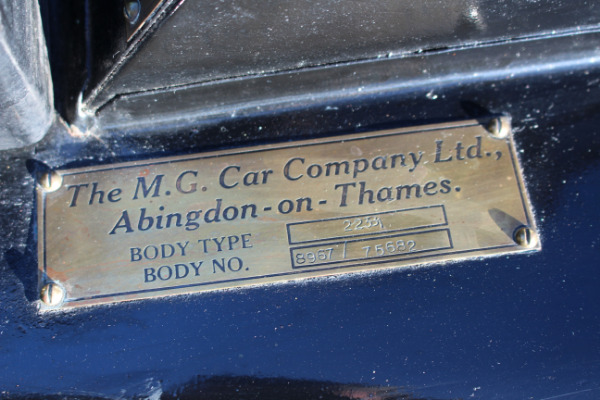 The M.G. Car Company Ltd.,
Abingdon-on-Thames.
BODY TYPE
BODY NO. 8967 / 75682